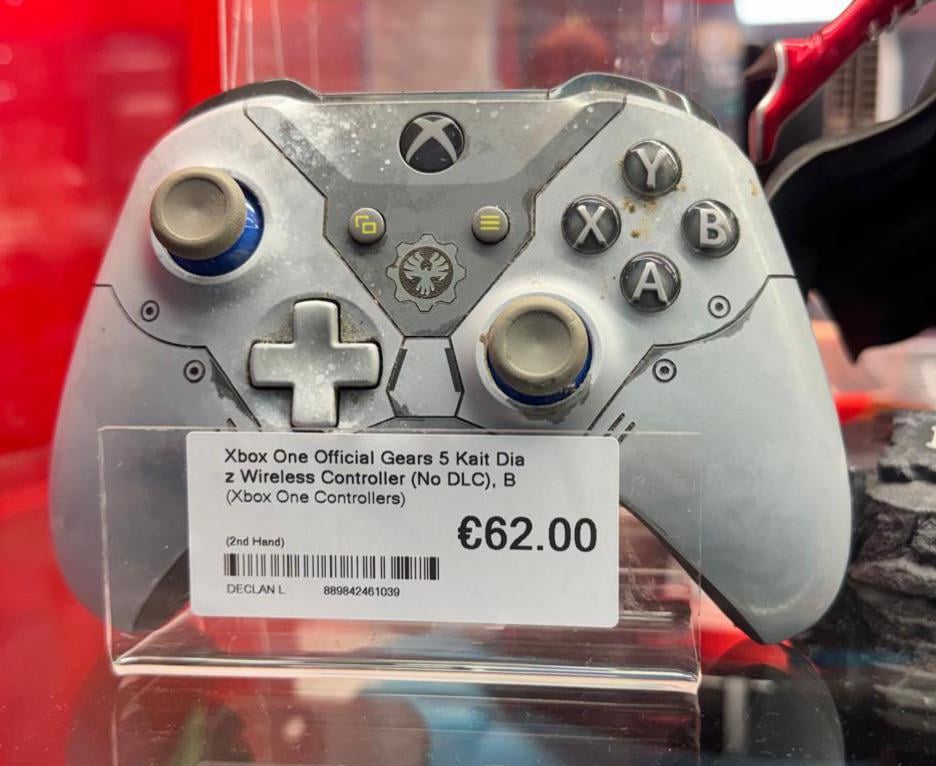 Y
X
B
A
Xbox One Official Gears 5 Kait Dia
z Wireless Controller (No DLC), B
(Xbox One Controllers)
€62.00
(2nd Hand)
DECLAN L 889842461039